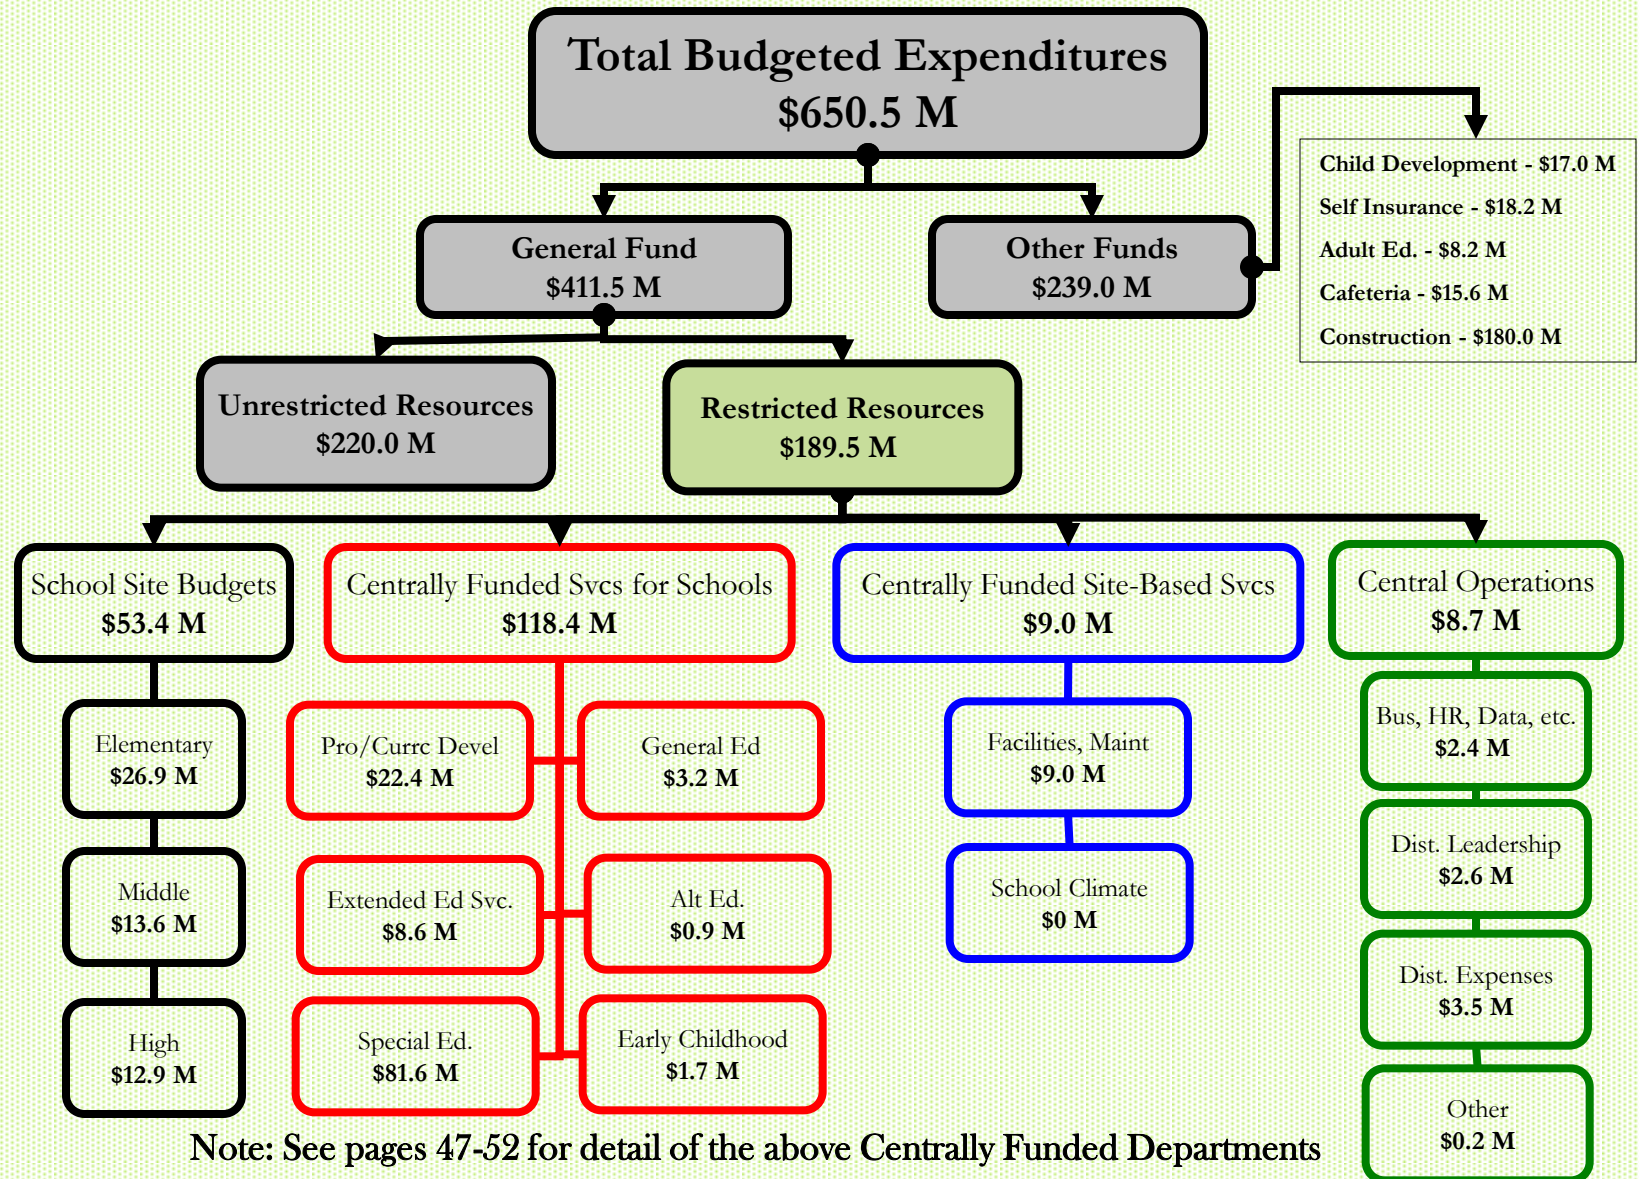 Total Budgeted Expenditures
$650.5 M
General Fund
$411.5 M
Other Funds
$239.0 M
Child Development - $17.0 M
Self Insurance - $18.2 M
Adult Ed. - $8.2 M
Cafeteria - $15.6 M
Construction - $180.0 M
Unrestricted Resources
$220.0 M
Restricted Resources
$189.5 M
School Site Budgets
$53.4 M
Centrally Funded Svcs for Schools
$118.4 M
Centrally Funded Site-Based Svcs
$9.0 M
Central Operations
$8.7 M
Elementary
$26.9 M
Middle
$13.6 M
High
$12.9 M
Pro/Currc Devel
$22.4 M
General Ed
$3.2 M
Extended Ed Svc.
$8.6 M
Alt Ed.
$0.9 M
Special Ed.
$81.6 M
Early Childhood
$1.7 M
Facilities, Maint
$9.0 M
School Climate
$0 M
Bus, HR, Data, etc.
$2.4 M
Dist. Leadership
$2.6 M
Dist. Expenses
$3.5 M
Other
$0.2 M
Note: See pages 47-52 for detail of the above Centrally Funded Departments